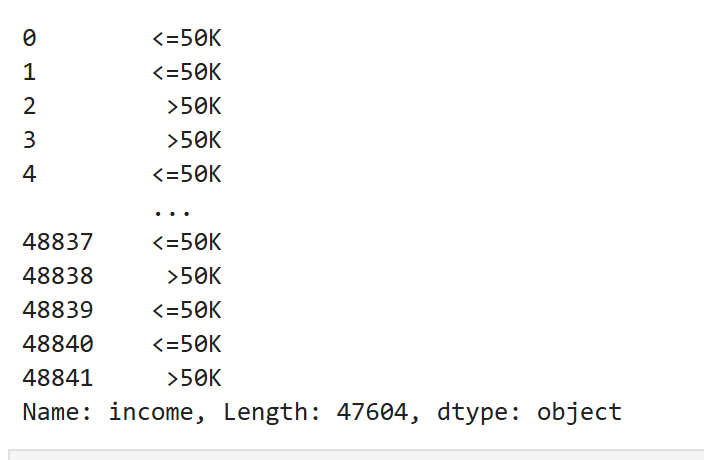 0        <=50K
1        <=50K
2         >50K
3         >50K
4        <=50K
         ...
48837    <=50K
48838     >50K
48839    <=50K
48840    <=50K
48841     >50K
Name: income, Length: 47604, dtype: object